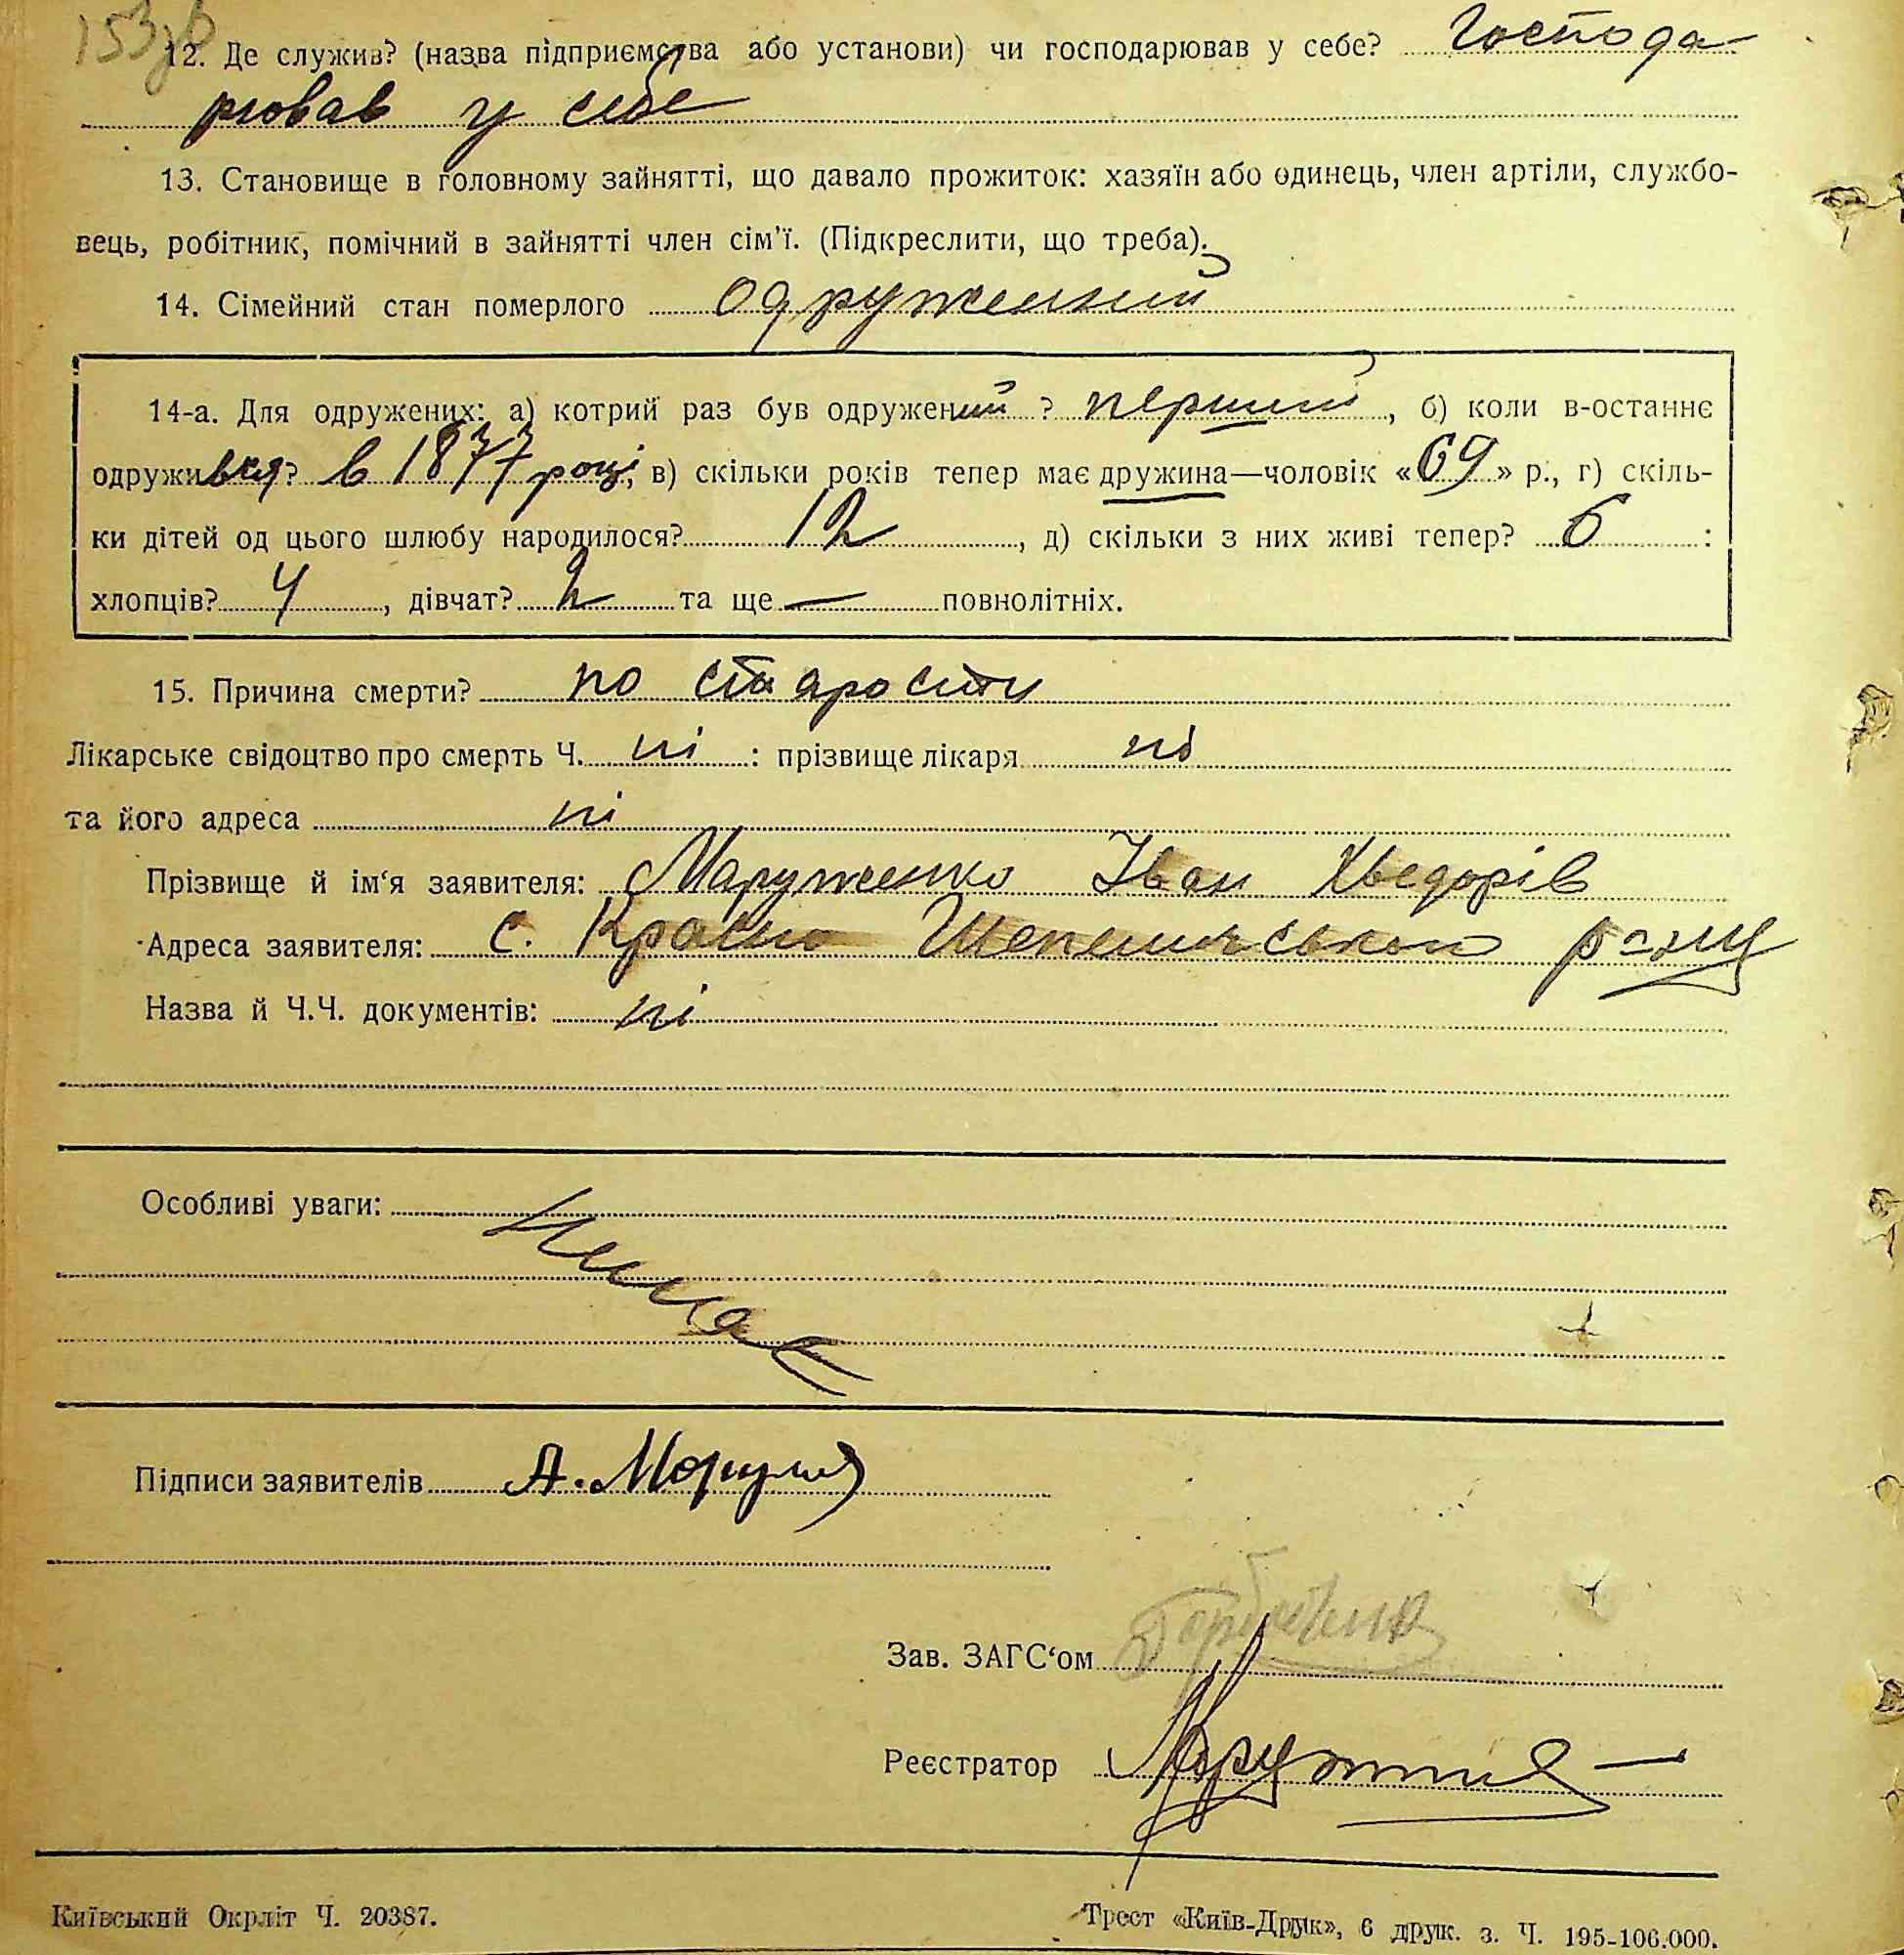 153зв
12. Де служив? (назва підприємства або установи) чи господарював у себе? Господа
рював у себе
13. Становище в головному зайнятті, що давало прожиток: хазяїн або одинець, член артіли, службо-
вець, робітник, помічний в зайнятті член сім'ї. (Підкреслити, що треба).
14. Сімейний стан померлого одружений
14-а. Для одружених: а) котрий раз був одружений ? перший, б) коли в-останнє
одружився? в 1877 році, в) скільки років тепер має дружина—чоловік «69» р., г) скіль-
ки дітей од цього шлюбу народилося? 12, д) скільки з них живі тепер? 6 :
хлопців? 4, дівчат? 2 та ще — повнолітніх.
15. Причина смерти? по старости
Лікарське свідоцтво про смерть Ч. ні : прізвище лікаря ні
та його адреса ні
Прізвище й ім'я заявителя: Маруженко Іван Хведорів
Адреса заявителя: с. Красно Шепелицького р-ну
Назва й Ч.Ч. документів: ні
Особливі уваги:
Немає
Підписи заявителів А.
Зав. ЗАГС'ом
Реєстратор
Київський Окрліт Ч. 20387.
Трест «Київ-Друк», 6 друк. з. Ч. 195-106.000.